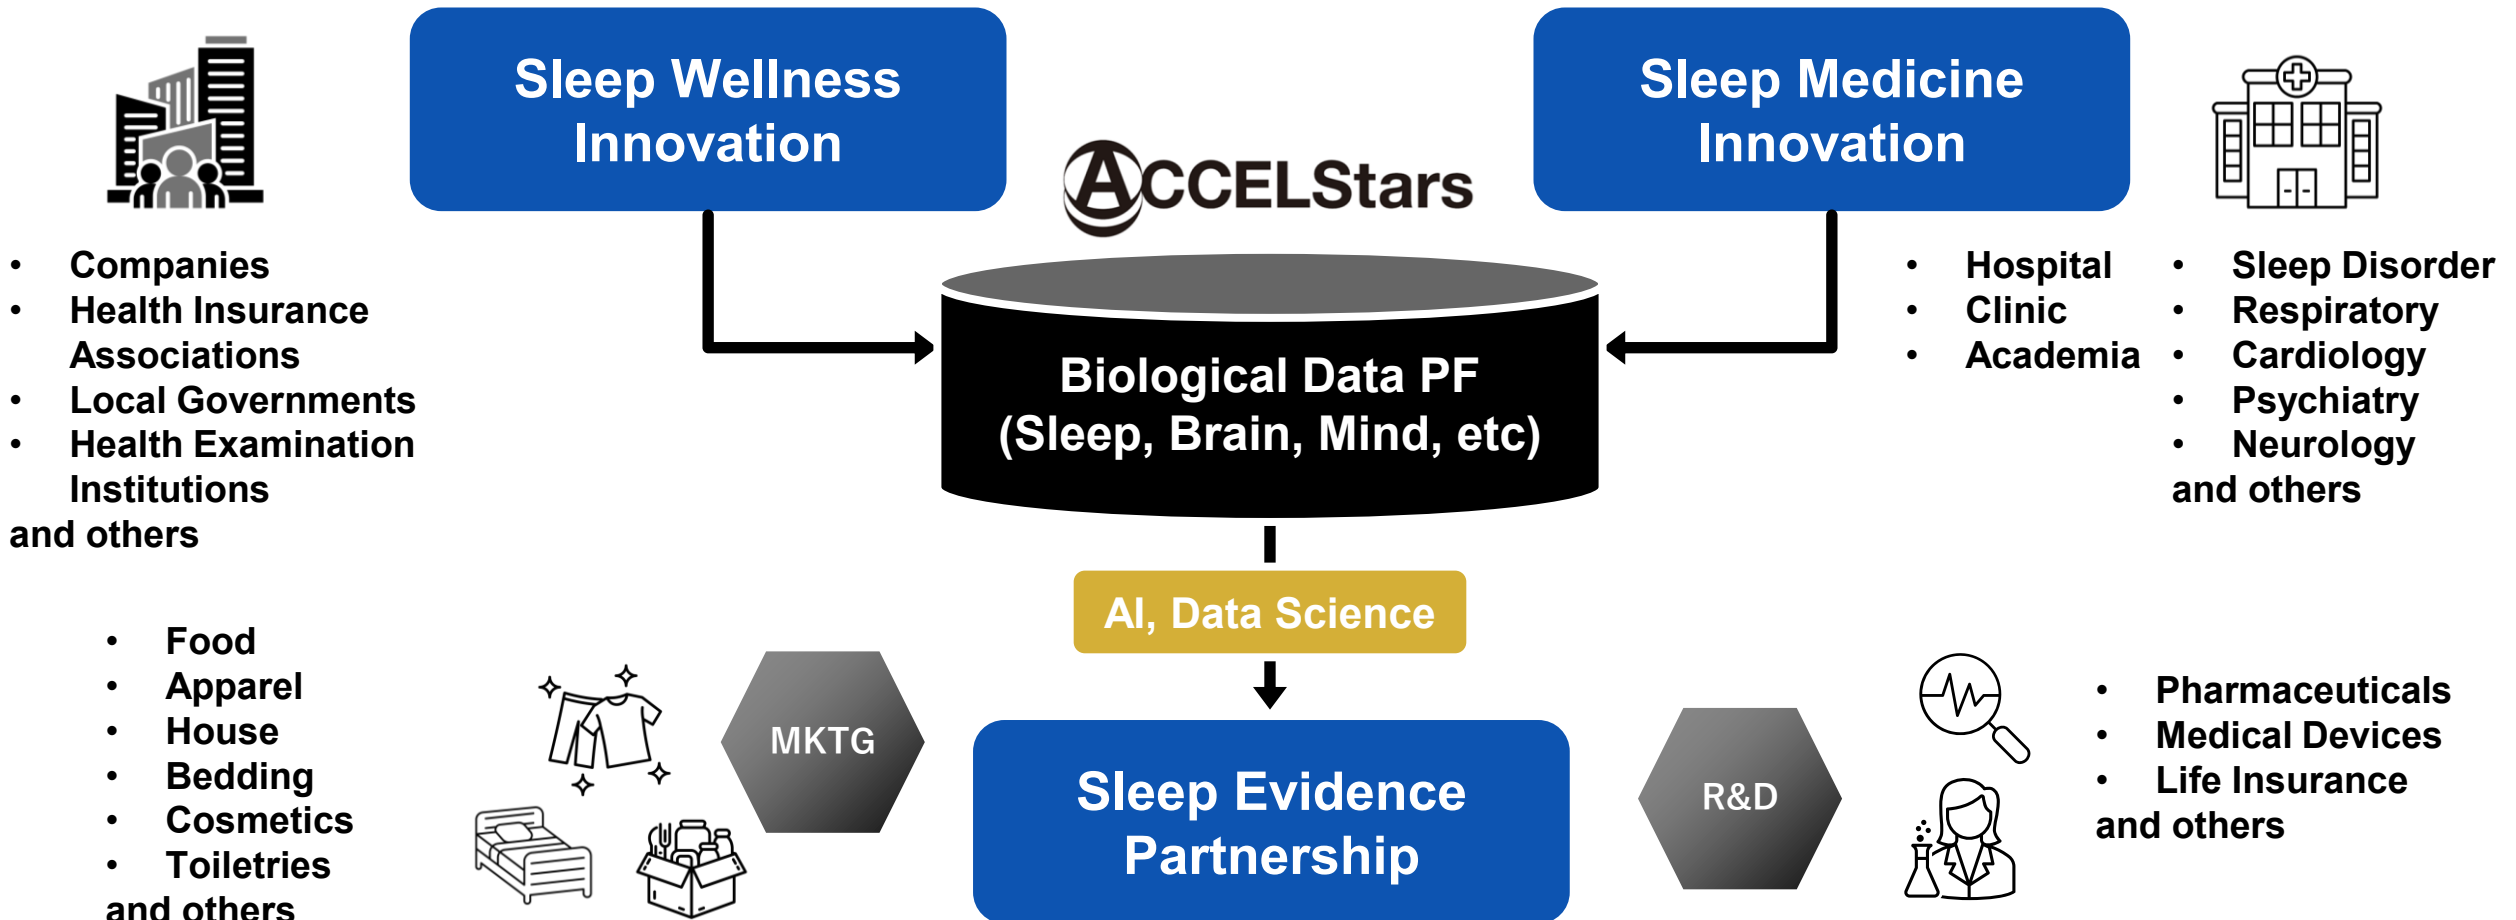 Sleep Wellness
Innovation
Sleep Medicine
Innovation
ACCELStars
• Companies
• Health Insurance
Associations
• Local Governments
• Health Examination
Institutions
and others
Biological Data PF
(Sleep, Brain, Mind, etc)
• Hospital
• Clinic
• Academia
• Sleep Disorder
• Respiratory
• Cardiology
• Psychiatry
• Neurology
and others
AI, Data Science
• Food
• Apparel
• House
• Bedding
• Cosmetics
• Toiletries
and others
MKTG
Sleep Evidence
Partnership
R&D
• Pharmaceuticals
• Medical Devices
• Life Insurance
and others